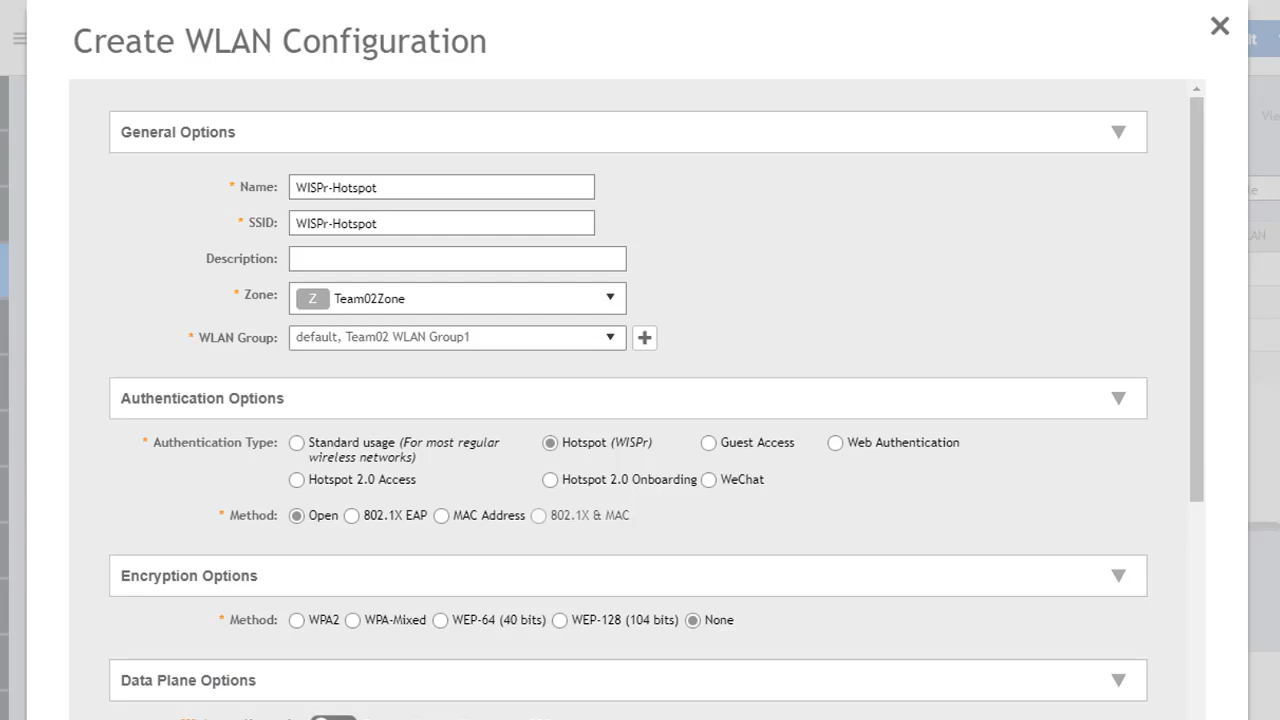 Create WLAN Configuration
General Options
* Name: WISPr-Hotspot
* SSID: WISPr-Hotspot
Description:
* Zone: Z Team02Zone
* WLAN Group: default, Team02 WLAN Group1
Authentication Options
* Authentication Type: Standard usage (For most regular wireless networks) Hotspot (WISPr) Guest Access Web Authentication
Hotspot 2.0 Access Hotspot 2.0 Onboarding WeChat
* Method: Open 802.1X EAP MAC Address 802.1X & MAC
Encryption Options
* Method: WPA2 WPA-Mixed WEP-64 (40 bits) WEP-128 (104 bits) None
Data Plane Options